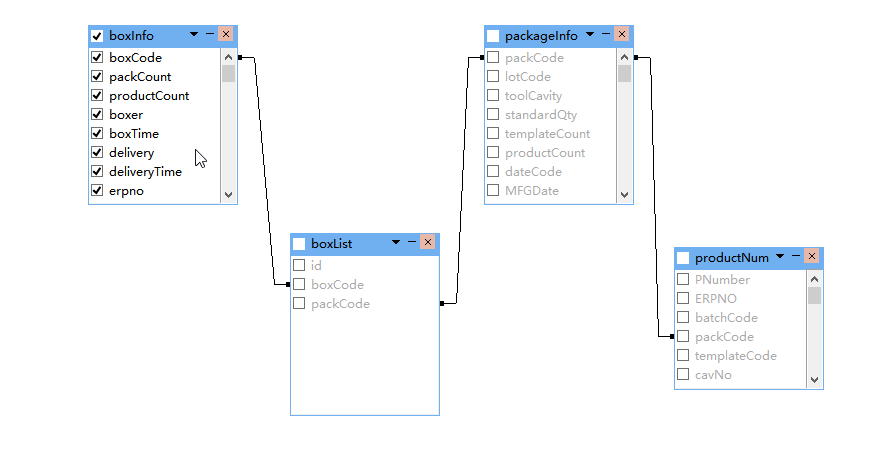 boxInfo
boxCode
packCount
productCount
boxer
boxTime
delivery
deliveryTime
erpno
packageInfo
packCode
lotCode
toolCavity
standardQty
templateCount
productCount
dateCode
MFGDate
boxList
id
boxCode
packCode
productNum
PNumber
ERPNO
batchCode
packCode
templateCode
cavNo